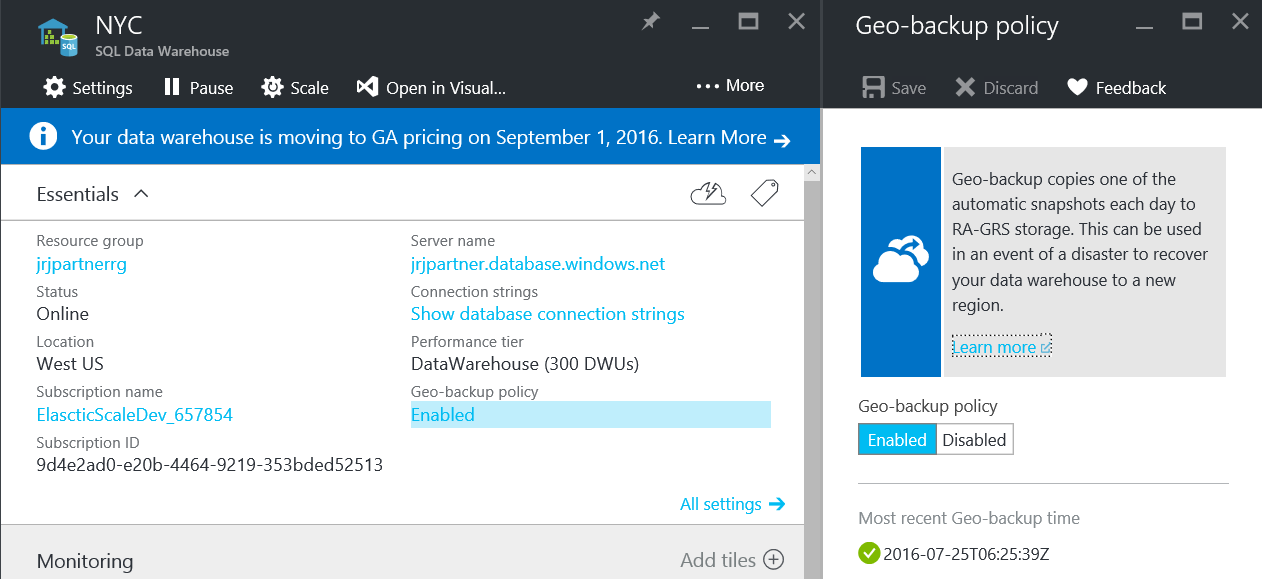 NYC
SQL Data Warehouse
Settings
Pause
Scale
Open in Visual...
More
Your data warehouse is moving to GA pricing on September 1, 2016. Learn More
Essentials
Resource group
jrjpartnerrg
Status
Online
Location
West US
Subscription name
ElascticScaleDev_657854
Subscription ID
9d4e2ad0-e20b-4464-9219-353bded52513
Server name
jrjpartner.database.windows.net
Connection strings
Show database connection strings
Performance tier
DataWarehouse (300 DWUs)
Geo-backup policy
Enabled
All settings
Monitoring
Add tiles
Geo-backup policy
Save
Discard
Feedback
Geo-backup copies one of the
automatic snapshots each day to
RA-GRS storage. This can be used
in an event of a disaster to recover
your data warehouse to a new
region.
Learn more
Geo-backup policy
Enabled
Disabled
Most recent Geo-backup time
2016-07-25T06:25:39Z
SQL